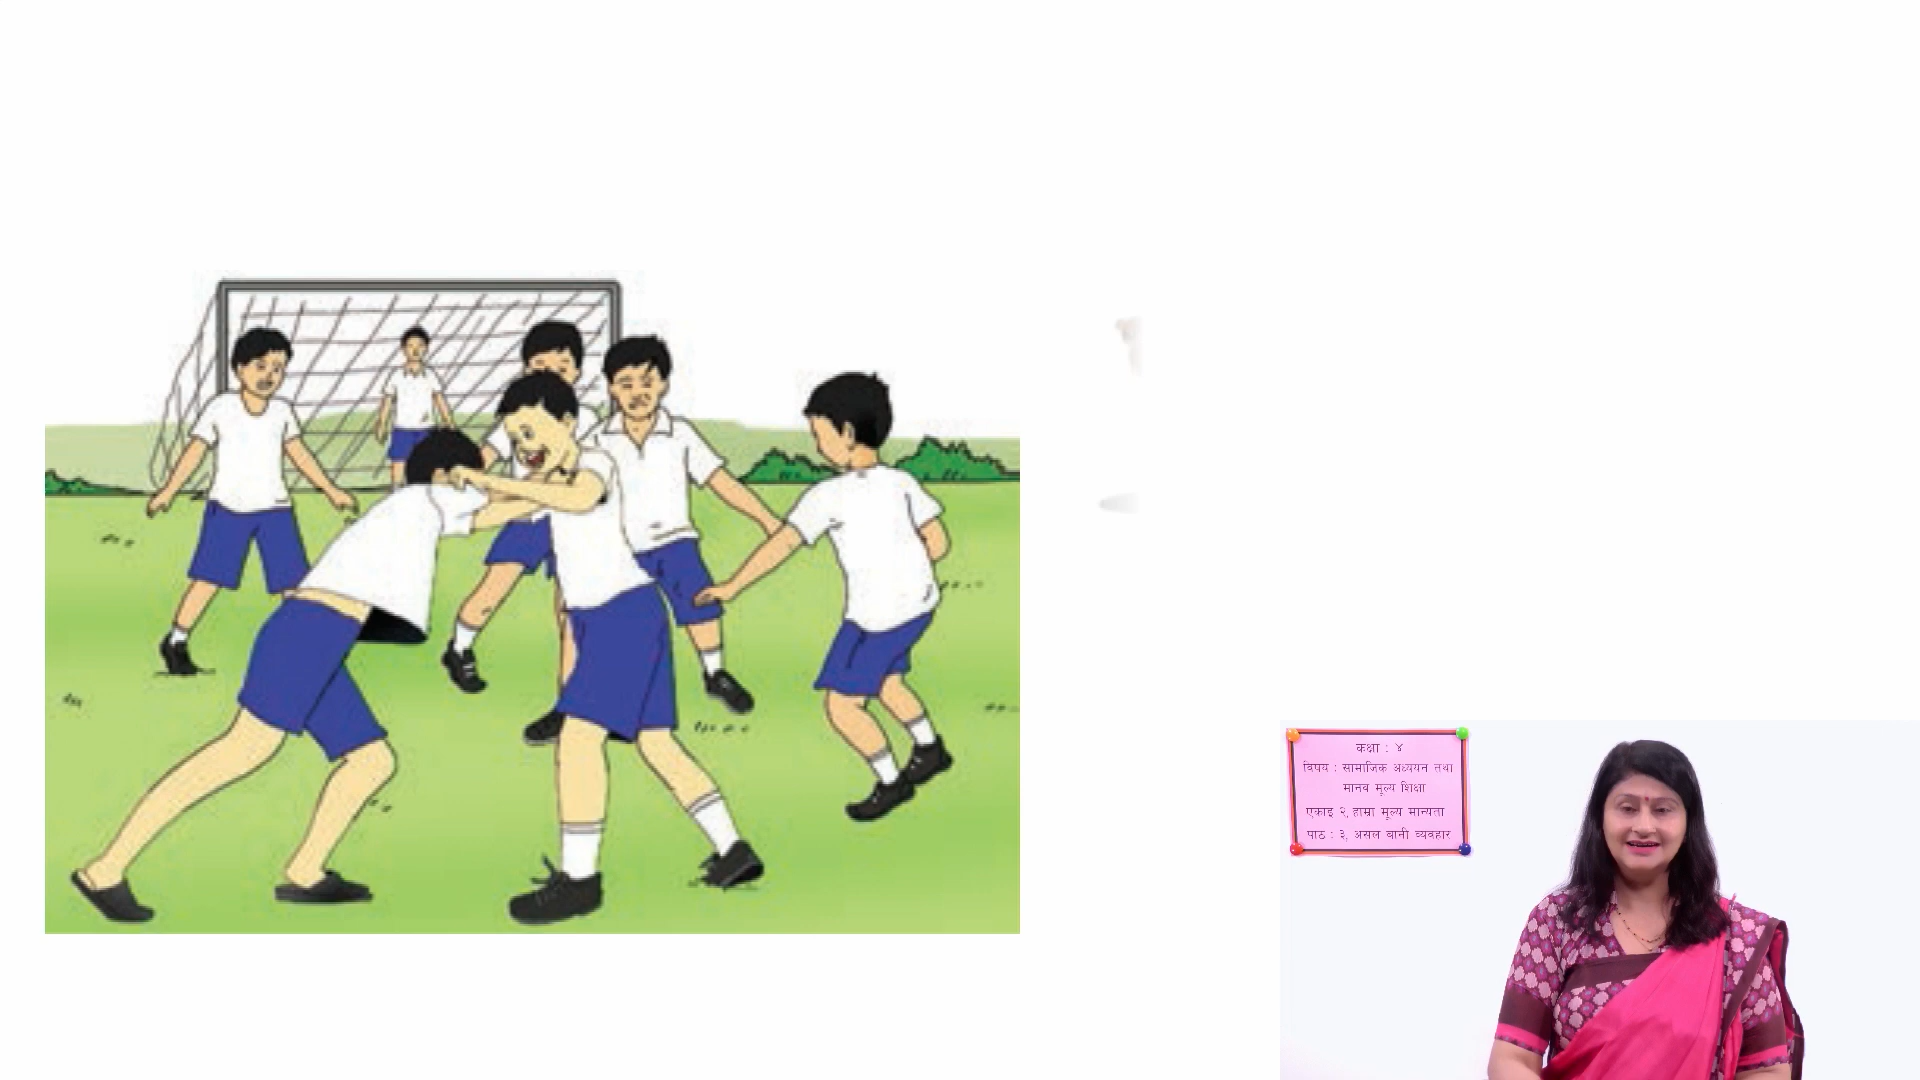 कक्षा : ४
विषय : सामाजिक अध्ययन तथा
मानव मूल्य शिक्षा
एकाइ २, हाम्रा मूल्य मान्यता
पाठ : ३, असल बानी व्यवहार